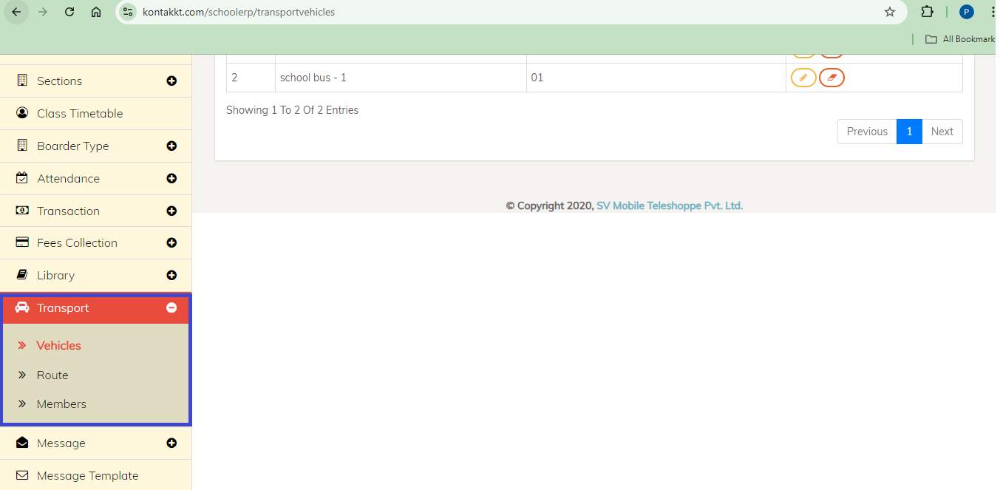 kontakkt.com/schoolerp/transportvehicles
P
All Bookmark
Sections
Class Timetable
Boarder Type
Attendance
Transaction
Fees Collection
Library
Transport
Vehicles
Route
Members
Message
Message Template
2 school bus - 1 01
Showing 1 To 2 Of 2 Entries
Previous 1 Next
© Copyright 2020, SV Mobile Teleshoppe Pvt. Ltd.